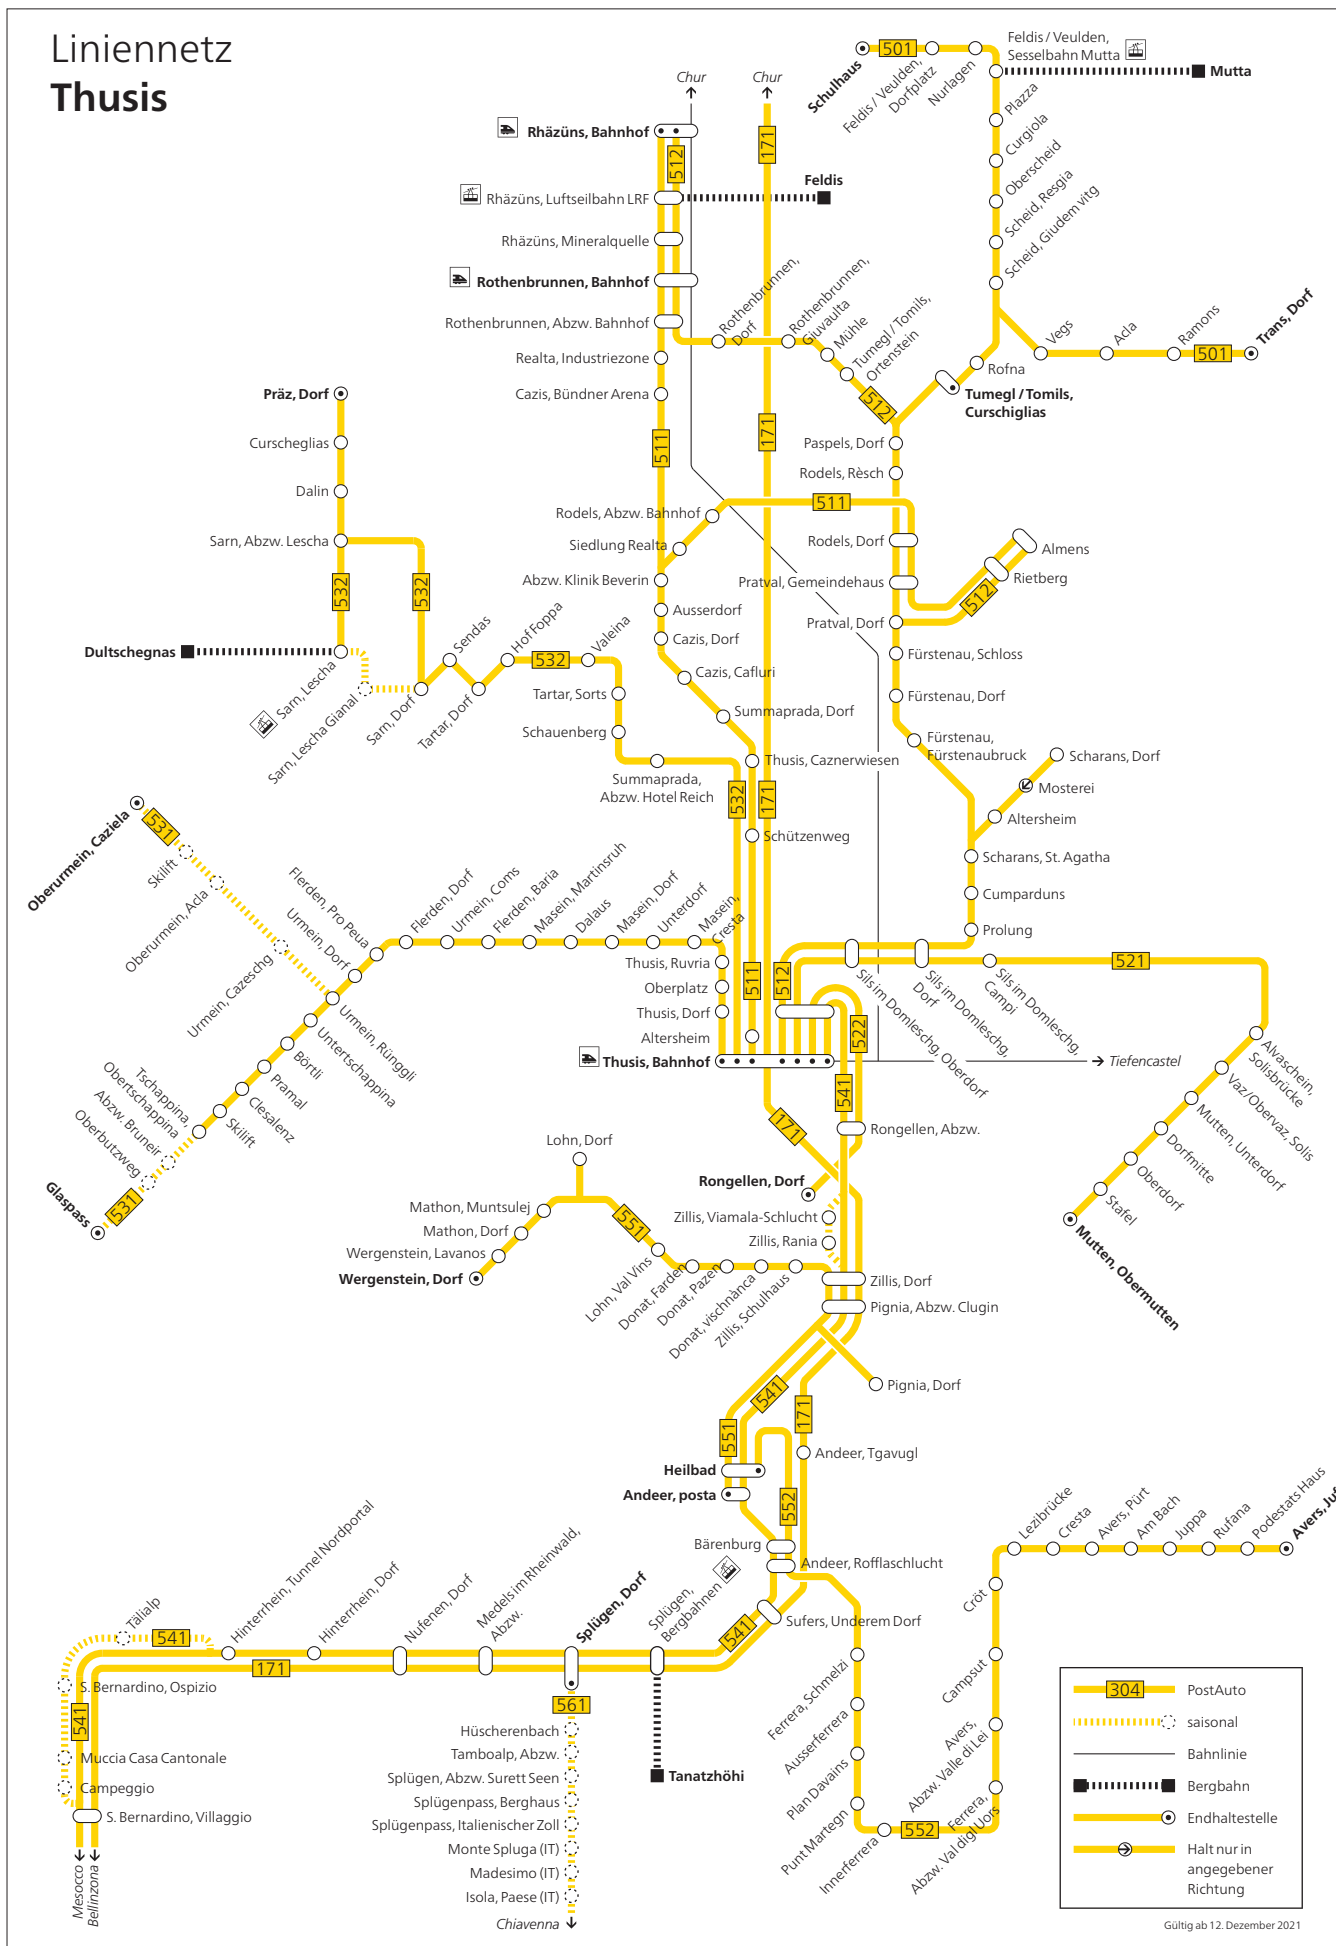 Liniennetz
Thusis
Chur
Chur
Schulhaus
501
Feldis / Veulden,
Dorfplatz
Nurlagen
Feldis / Veulden,
Sesselbahn Mutta
Mutta
Plazza
Curgiola
Oberscheid
Scheid, Resgia
Scheid, Giudem vitg
Rhäzüns, Bahnhof
512
171
Rhäzüns, Luftseilbahn LRF
Feldis
Rhäzüns, Mineralquelle
Rothenbrunnen, Bahnhof
Rothenbrunnen, Abzw. Bahnhof
Rothenbrunnen,
Dorf
Rothenbrunnen,
Giuvaulta
Mühle
Tumegl / Tomils,
Ortenstein
512
Vegs
Acla
Ramons
501
Trans, Dorf
Rofna
Tumegl / Tomils,
Curschiglias
Realta, Industriezone
Cazis, Bündner Arena
511
171
Paspels, Dorf
Rodels, Rèsch
Präz, Dorf
Curscheglias
Dalin
Sarn, Abzw. Lescha
532
532
Dultschegnas
Sarn, Lescha
Sarn, Lescha Gianal
Sarn, Dorf
Sendas
Tartar, Dorf
Hof Foppa
532
Valeina
Tartar, Sorts
Schauenberg
Summaprada,
Abzw. Hotel Reich
532
Rodels, Abzw. Bahnhof
511
Siedlung Realta
Abzw. Klinik Beverin
Ausserdorf
Cazis, Dorf
Cazis, Cafluri
Summaprada, Dorf
Thusis, Caznerwiesen
171
Schützenweg
Rodels, Dorf
Pratval, Gemeindehaus
Almens
Rietberg
512
Pratval, Dorf
Fürstenau, Schloss
Fürstenau, Dorf
Fürstenau,
Fürstenaubruck
Scharans, Dorf
Mosterei
Altersheim
Scharans, St. Agatha
Cumparduns
Prolung
Oberurmein, Caziela
531
Skilift
Oberurmein, Acla
Urmein, Cazeschg
Flerden, Pro Peua
Urmein, Dorf
Flerden, Dorf
Urmein, Coms
Flerden, Baria
Masein, Martinsruh
Dalaus
Masein, Dorf
Unterdorf
Masein,
Cresta
Thusis, Ruvria
Oberplatz
Thusis, Dorf
Altersheim
Thusis, Bahnhof
511
512
522
541
521
Sils im Domleschg, Oberdorf
Sils im Domleschg,
Dorf
Sils im Domleschg,
Campi
Tiefencastel
Urmein, Rünggli
Untertschappina
Börtli
Pramal
Clesalenz
Skilift
Tschappina,
Obertschappina
Abzw. Bruneir
Oberbutzweg
531
Glaspass
Alvaschein,
Solisbrücke
Vaz/Obervaz, Solis
Mutten, Unterdorf
Dorfmitte
Oberdorf
Stafel
Mutten, Obermutten
171
Rongellen, Abzw.
Rongellen, Dorf
Zillis, Viamala-Schlucht
Zillis, Rania
Zillis, Dorf
Pignia, Abzw. Clugin
Lohn, Dorf
Mathon, Muntsulej
Mathon, Dorf
Wergenstein, Lavanos
Wergenstein, Dorf
551
Lohn, Val Vins
Donat, Farden
Donat, Pazen
Donat, vischnànca
Zillis, Schulhaus
Pignia, Dorf
541
551
171
Andeer, Tgavugl
Heilbad
Andeer, posta
552
Bärenburg
Andeer, Rofflaschlucht
Sufers, Underem Dorf
541
Lezibrücke
Cresta
Avers, Pürt
Am Bach
Juppa
Rufana
Podestats Haus
Avers, Juf
Cröt
Campsut
Avers,
Abzw. Valle di Lei
Ferrera,
Abzw. Val digl Uors
552
Innerferrera
Punt Martegn
Plan Davains
Ausserferrera
Ferrera, Schmelzi
Tälialp
541
Hinterrhein, Tunnel Nordportal
Hinterrhein, Dorf
Nufenen, Dorf
Medels im Rheinwald,
Abzw.
Splügen, Dorf
Splügen,
Bergbahnen
171
S. Bernardino, Ospizio
541
Muccia Casa Cantonale
Campeggio
S. Bernardino, Villaggio
Mesocco
Bellinzona
561
Hüscherenbach
Tamboalp, Abzw.
Splügen, Abzw. Surett Seen
Splügenpass, Berghaus
Splügenpass, Italienischer Zoll
Monte Spluga (IT)
Madesimo (IT)
Isola, Paese (IT)
Chiavenna
Tanatzhöhi
304
PostAuto
saisonal
Bahnlinie
Bergbahn
Endhaltestelle
Halt nur in
angegebener
Richtung
Gültig ab 12. Dezember 2021